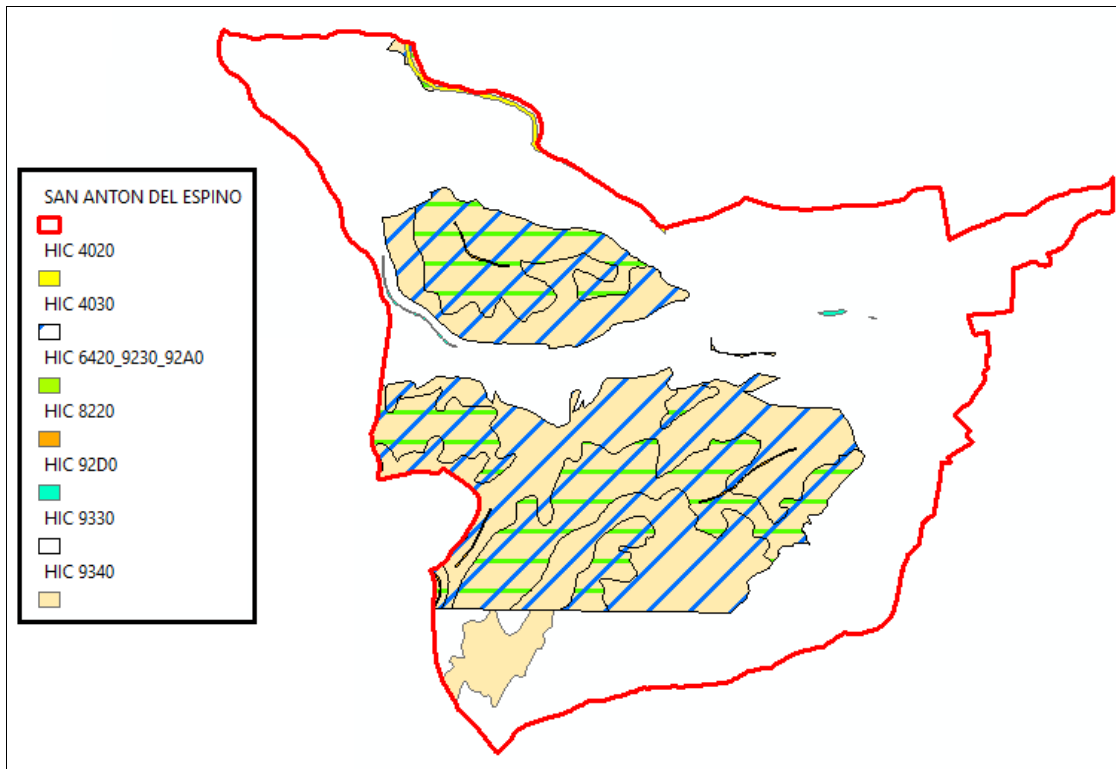 SAN ANTON DEL ESPINO
HIC 4020
HIC 4030
HIC 6420_9230_92A0
HIC 8220
HIC 92D0
HIC 9330
HIC 9340